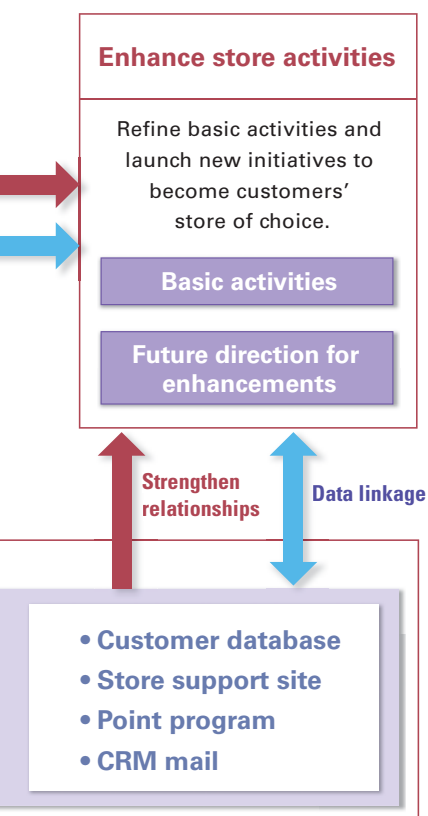 Enhance store activities
Refine basic activities and
launch new initiatives to
become customers’
store of choice.
Basic activities
Future direction for
enhancements
Strengthen
relationships
Data linkage
• Customer database
• Store support site
• Point program
• CRM mail